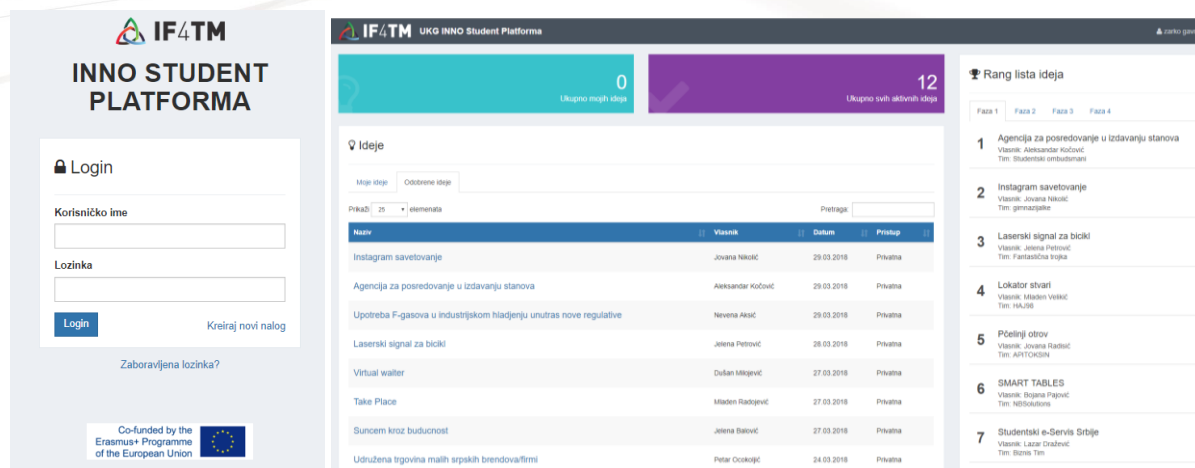 IF4TM
INNO STUDENT
PLATFORMA
Login
Korisničko ime
Lozinka
Login
Kreiraj novi nalog
Zaboravljena lozinka?
Co-funded by the
Erasmus+ Programme
of the European Union
IF4TM UKG INNO Student Platforma
zarko
0
Ukupno mojih ideja
12
Ukupno svih aktivnih ideja
Ideje
Moje ideje Odobrene ideje
Prikaži 25 elemenata Pretraga:
Naziv Vlasnik Datum Pristup
Instagram savetovanje Jovana Nikolić 29.03.2018 Privatna
Agencija za posredovanje u izdavanju stanova Aleksandar Kočović 29.03.2018 Privatna
Upotreba F-gasova u industrijskom hladjenju unutras nove regulative Nevena Aksić 29.03.2018 Privatna
Laserski signal za bicikl Jelena Petrović 28.03.2018 Privatna
Virtual waiter Dušan Milojević 27.03.2018 Privatna
Take Place Mladen Radojević 27.03.2018 Privatna
Suncem kroz buducnost Jelena Balović 27.03.2018 Privatna
Udružena trgovina malih srpskih brendova/firmi Petar Ocokoljić 24.03.2018 Privatna
Rang lista ideja
Faza 1 Faza 2 Faza 3 Faza 4
1 Agencija za posredovanje u izdavanju stanova
Vlasnik: Aleksandar Kočović
Tim: Studentski ombudsmani
2 Instagram savetovanje
Vlasnik: Jovana Nikolić
Tim: gimnazijalke
3 Laserski signal za bicikl
Vlasnik: Jelena Petrović
Tim: Fantastična trojka
4 Lokator stvari
Vlasnik: Mladen Velikić
Tim: HAJ98
5 Pčelinji otrov
Vlasnik: Jovana Radisić
Tim: APITOKSIN
6 SMART TABLES
Vlasnik: Bojana Pajović
Tim: NBSolutions
7 Studentski e-Servis Srbije
Vlasnik: Lazar Dražević
Tim: Biznis Tim